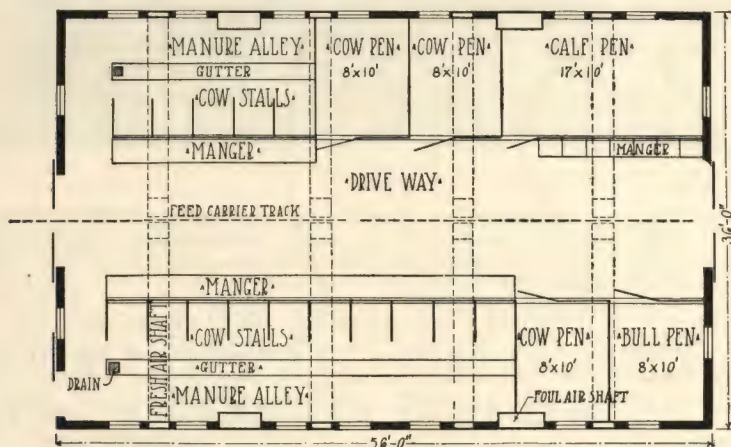 MANURE ALLEY
COW PEN
COW PEN
CALF PEN
8'x10'
8'x10'
17'x10'
GUTTER
COW STALLS
MANGER
MANGER
DRIVE WAY
FEED CARRIER TRACK
36'-0"
MANGER
FRESH AIR SHAFT
COW STALLS
COW PEN
BULL PEN
GUTTER
8'x10'
8'x10'
DRAIN
MANURE ALLEY
FOUL AIR SHAFT
56'-0"